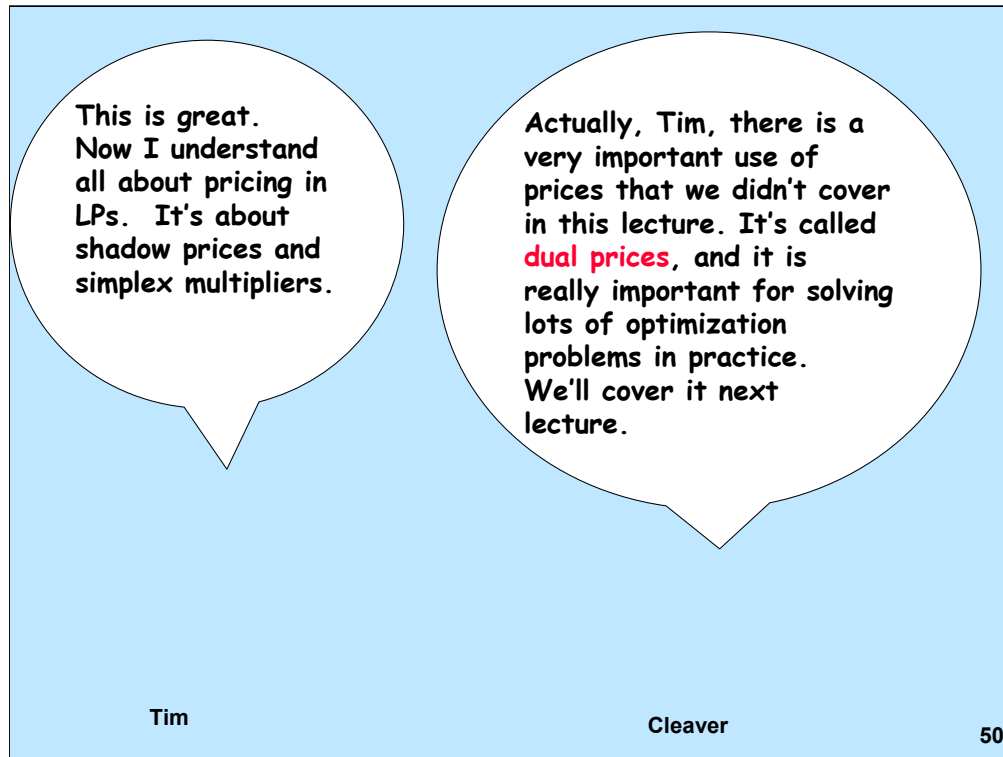 This is great.
Now I understand
all about pricing in
LPs.  It's about
shadow prices and
simplex multipliers.
Actually, Tim, there is a
very important use of
prices that we didn't cover
in this lecture. It's called
dual prices, and it is
really important for solving
lots of optimization
problems in practice.
We'll cover it next
lecture.
Tim
Cleaver
50